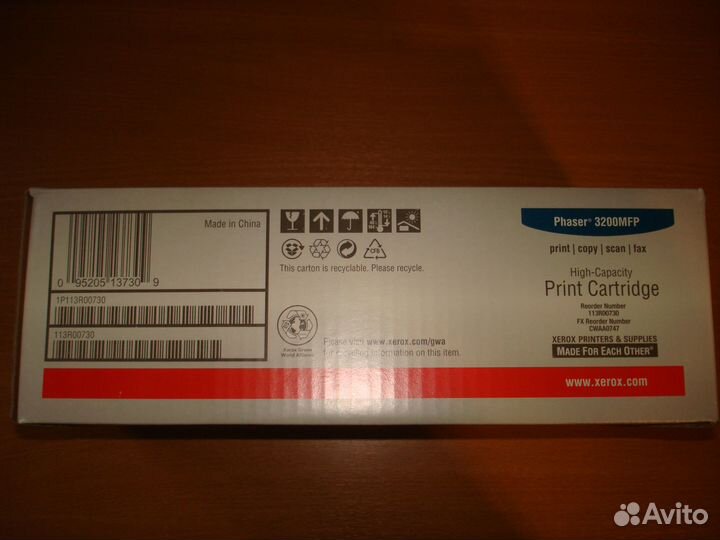 Made in China
0 95205 13730 9
1P113R00730
113R00730
This carton is recyclable. Please recycle.
Xerox Green
World Alliance
Please visit www.xerox.com/gwa
for recycling information on this item.
Phaser® 3200MFP
print | copy | scan | fax
High-Capacity
Print Cartridge
Reorder Number
113R00730
FX Reorder Number
CWAA0747
XEROX PRINTERS & SUPPLIES
MADE FOR EACH OTHER®
www.xerox.com
Avito